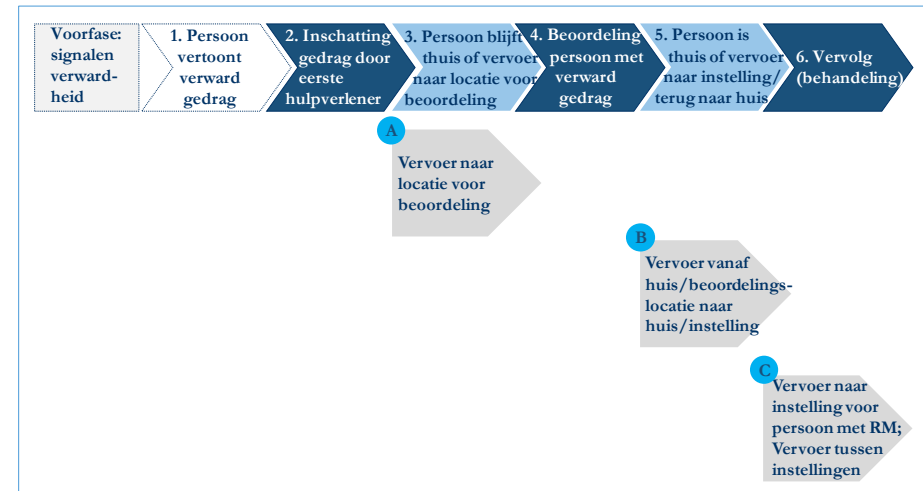 Voorfase:
signalen
verward-
heid
1. Persoon
vertoont
verward
gedrag
2. Inschatting
gedrag door
eerste
hulpverlener
3. Persoon blijft
thuis of vervoer
naar locatie voor
beoordeling
4. Beoordeling
persoon met
verward
gedrag
5. Persoon is
thuis of vervoer
naar instelling/
terug naar huis
6. Vervolg
(behandeling)
A
Vervoer naar
locatie voor
beoordeling
B
Vervoer vanaf
huis/beoordelings-
locatie naar
huis/instelling
C
Vervoer naar
instelling voor
persoon met RM;
Vervoer tussen
instellingen